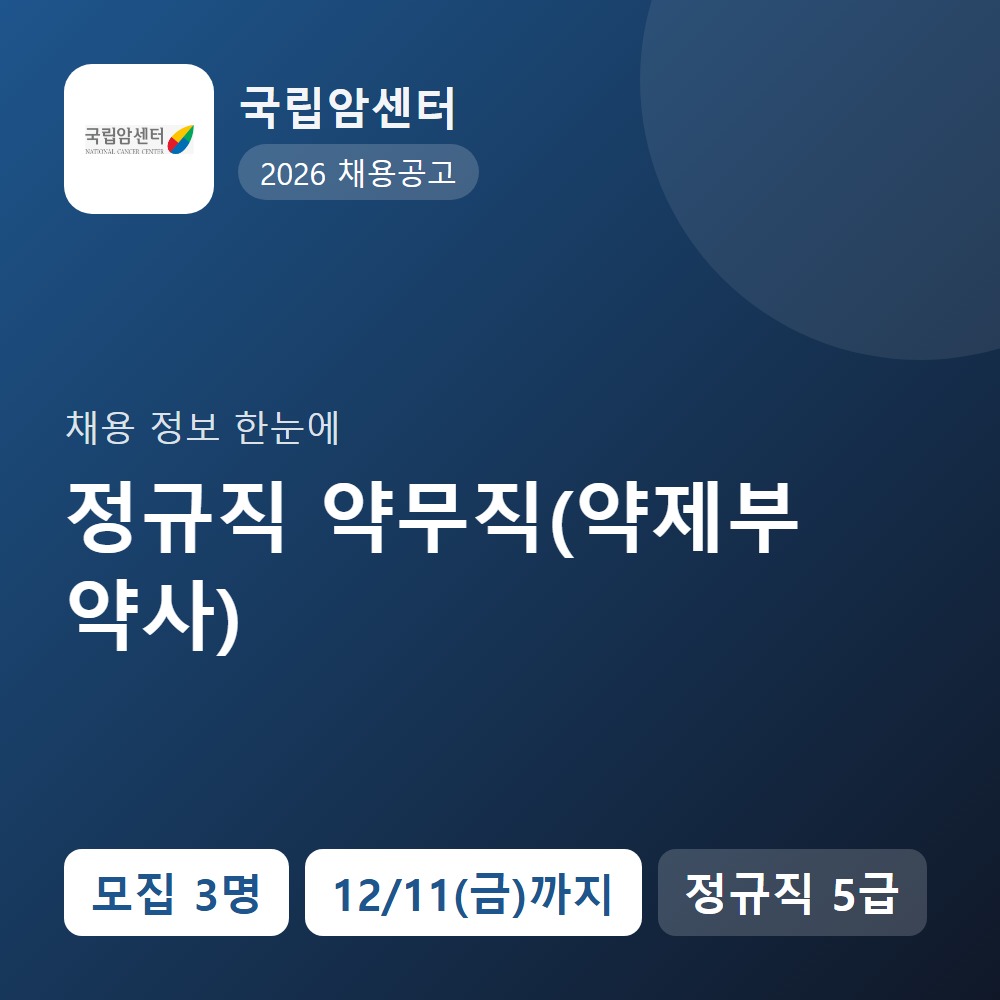 국립암센터
NATIONAL CANCER CENTER
국립암센터
2026 채용공고
채용 정보 한눈에
정규직 약무직(약제부
약사)
모집 3명
12/11(금)까지
정규직 5급